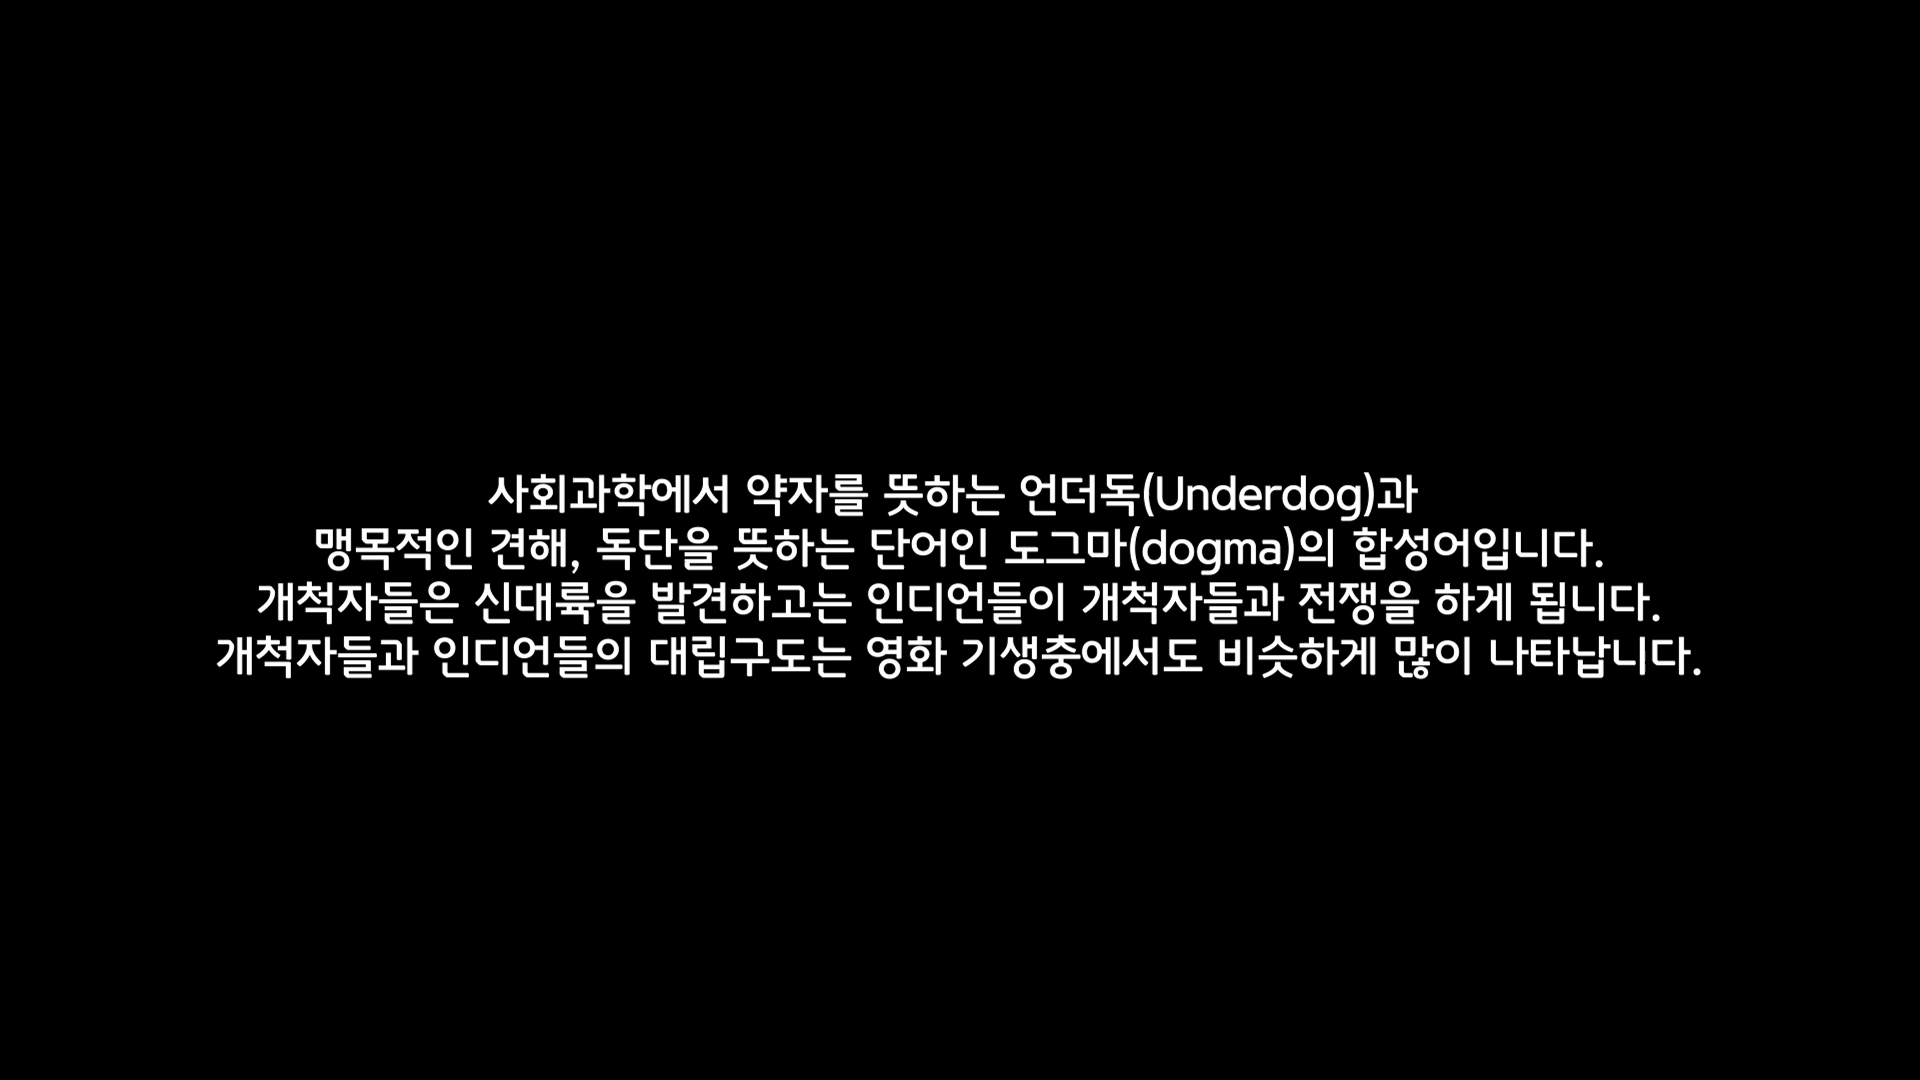 사회과학에서 약자를 뜻하는 언더독(Underdog)과
맹목적인 견해, 독단을 뜻하는 단어인 도그마(dogma)의 합성어입니다.
개척자들은 신대륙을 발견하고는 인디언들이 개척자들과 전쟁을 하게 됩니다.
개척자들과 인디언들의 대립구도는 영화 기생충에서도 비슷하게 많이 나타납니다.